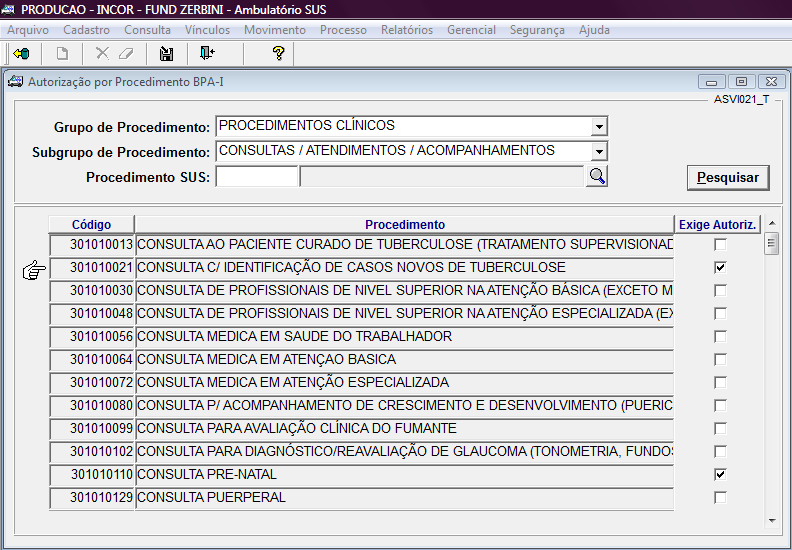 PRODUCAO - INCOR - FUND ZERBINI - Ambulatório SUS
Arquivo Cadastro Consulta Vínculos Movimento Processo Relatórios Gerencial Segurança Ajuda
Autorização por Procedimento BPA-I
ASVI021_T
Grupo de Procedimento: PROCEDIMENTOS CLÍNICOS
Subgrupo de Procedimento: CONSULTAS / ATENDIMENTOS / ACOMPANHAMENTOS
Procedimento SUS: Pesquisar
Código Procedimento Exige Autoriz.
301010013 CONSULTA AO PACIENTE CURADO DE TUBERCULOSE (TRATAMENTO SUPERVISIONAD
301010021 CONSULTA C/ IDENTIFICAÇÃO DE CASOS NOVOS DE TUBERCULOSE
301010030 CONSULTA DE PROFISSIONAIS DE NIVEL SUPERIOR NA ATENÇÃO BÁSICA (EXCETO M
301010048 CONSULTA DE PROFISSIONAIS DE NIVEL SUPERIOR NA ATENÇÃO ESPECIALIZADA (EX
301010056 CONSULTA MEDICA EM SAUDE DO TRABALHADOR
301010064 CONSULTA MEDICA EM ATENÇAO BASICA
301010072 CONSULTA MEDICA EM ATENÇÃO ESPECIALIZADA
301010080 CONSULTA P/ ACOMPANHAMENTO DE CRESCIMENTO E DESENVOLVIMENTO (PUERIC
301010099 CONSULTA PARA AVALIAÇÃO CLÍNICA DO FUMANTE
301010102 CONSULTA PARA DIAGNÓSTICO/REAVALIAÇÃO DE GLAUCOMA (TONOMETRIA, FUNDOS
301010110 CONSULTA PRE-NATAL
301010129 CONSULTA PUERPERAL